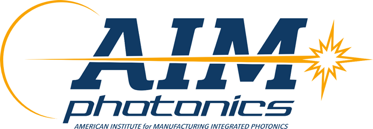 AIM
photonics
AMERICAN INSTITUTE for MANUFACTURING INTEGRATED PHOTONICS